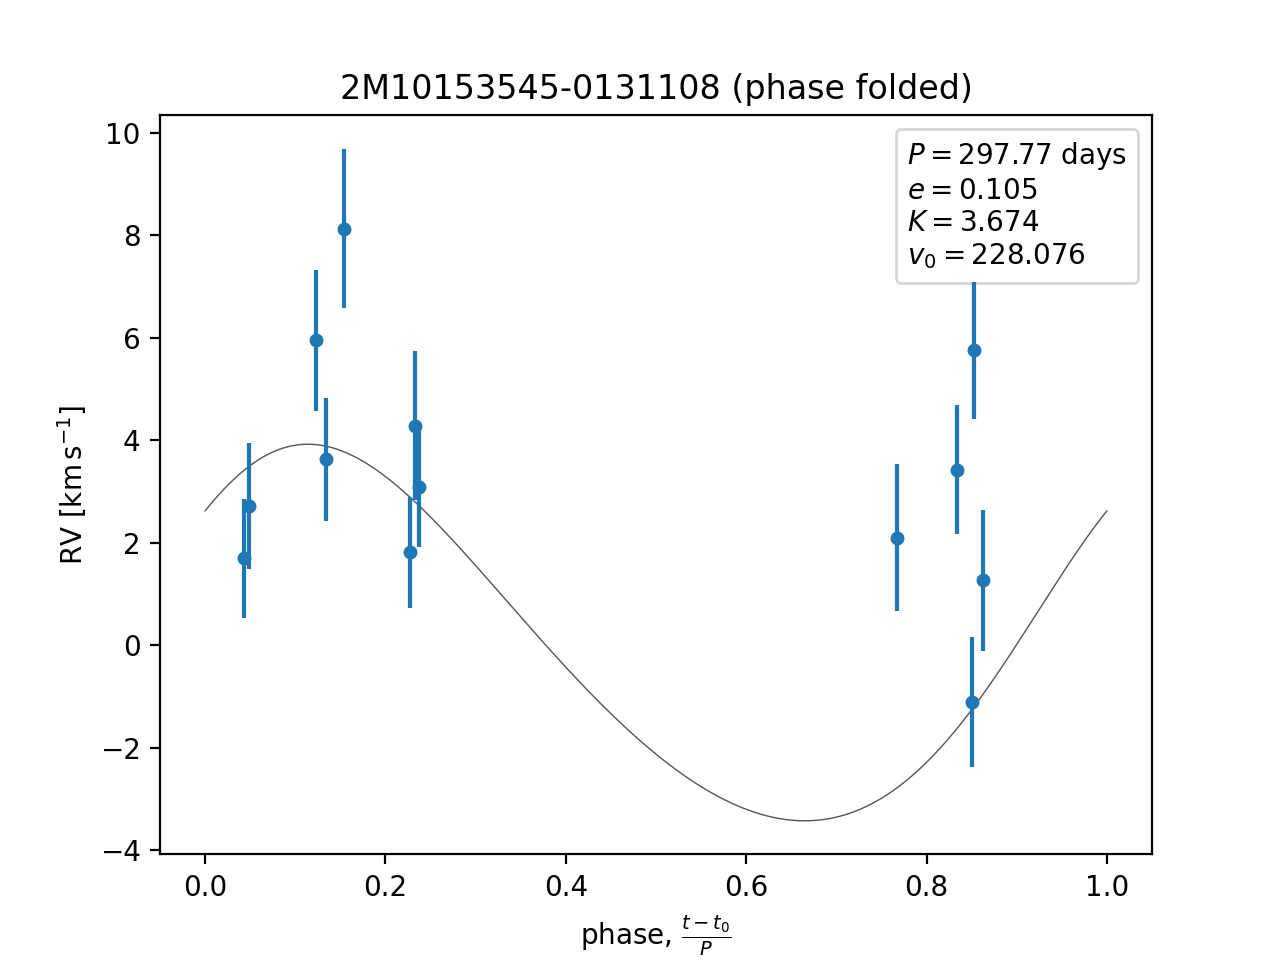 2M10153545-0131108 (phase folded)
P = 297.77 days
e = 0.105
K = 3.674
v₀ = 228.076
10
8
6
4
2
0
−2
−4
RV [km s⁻¹]
0.0 0.2 0.4 0.6 0.8 1.0
phase, (t − t₀)/P